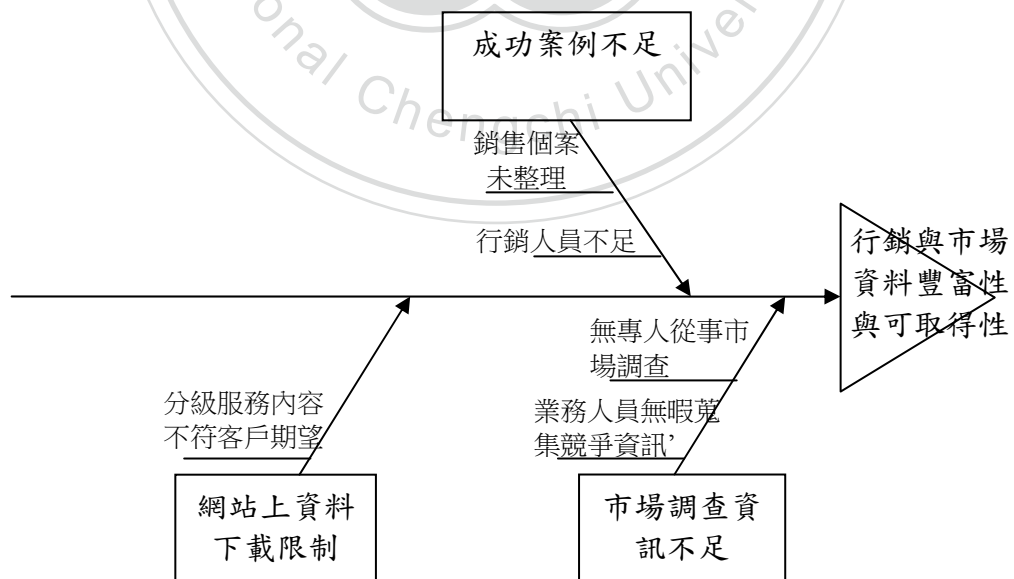 onal Chengchi Unive
成功案例不足
銷售個案
未整理
行銷人員不足
行銷與市場
資料豐富性
與可取得性
無專人從事市
場調查
業務人員無暇蒐
集競爭資訊’
分級服務內容
不符客戶期望
網站上資料
下載限制
市場調查資
訊不足